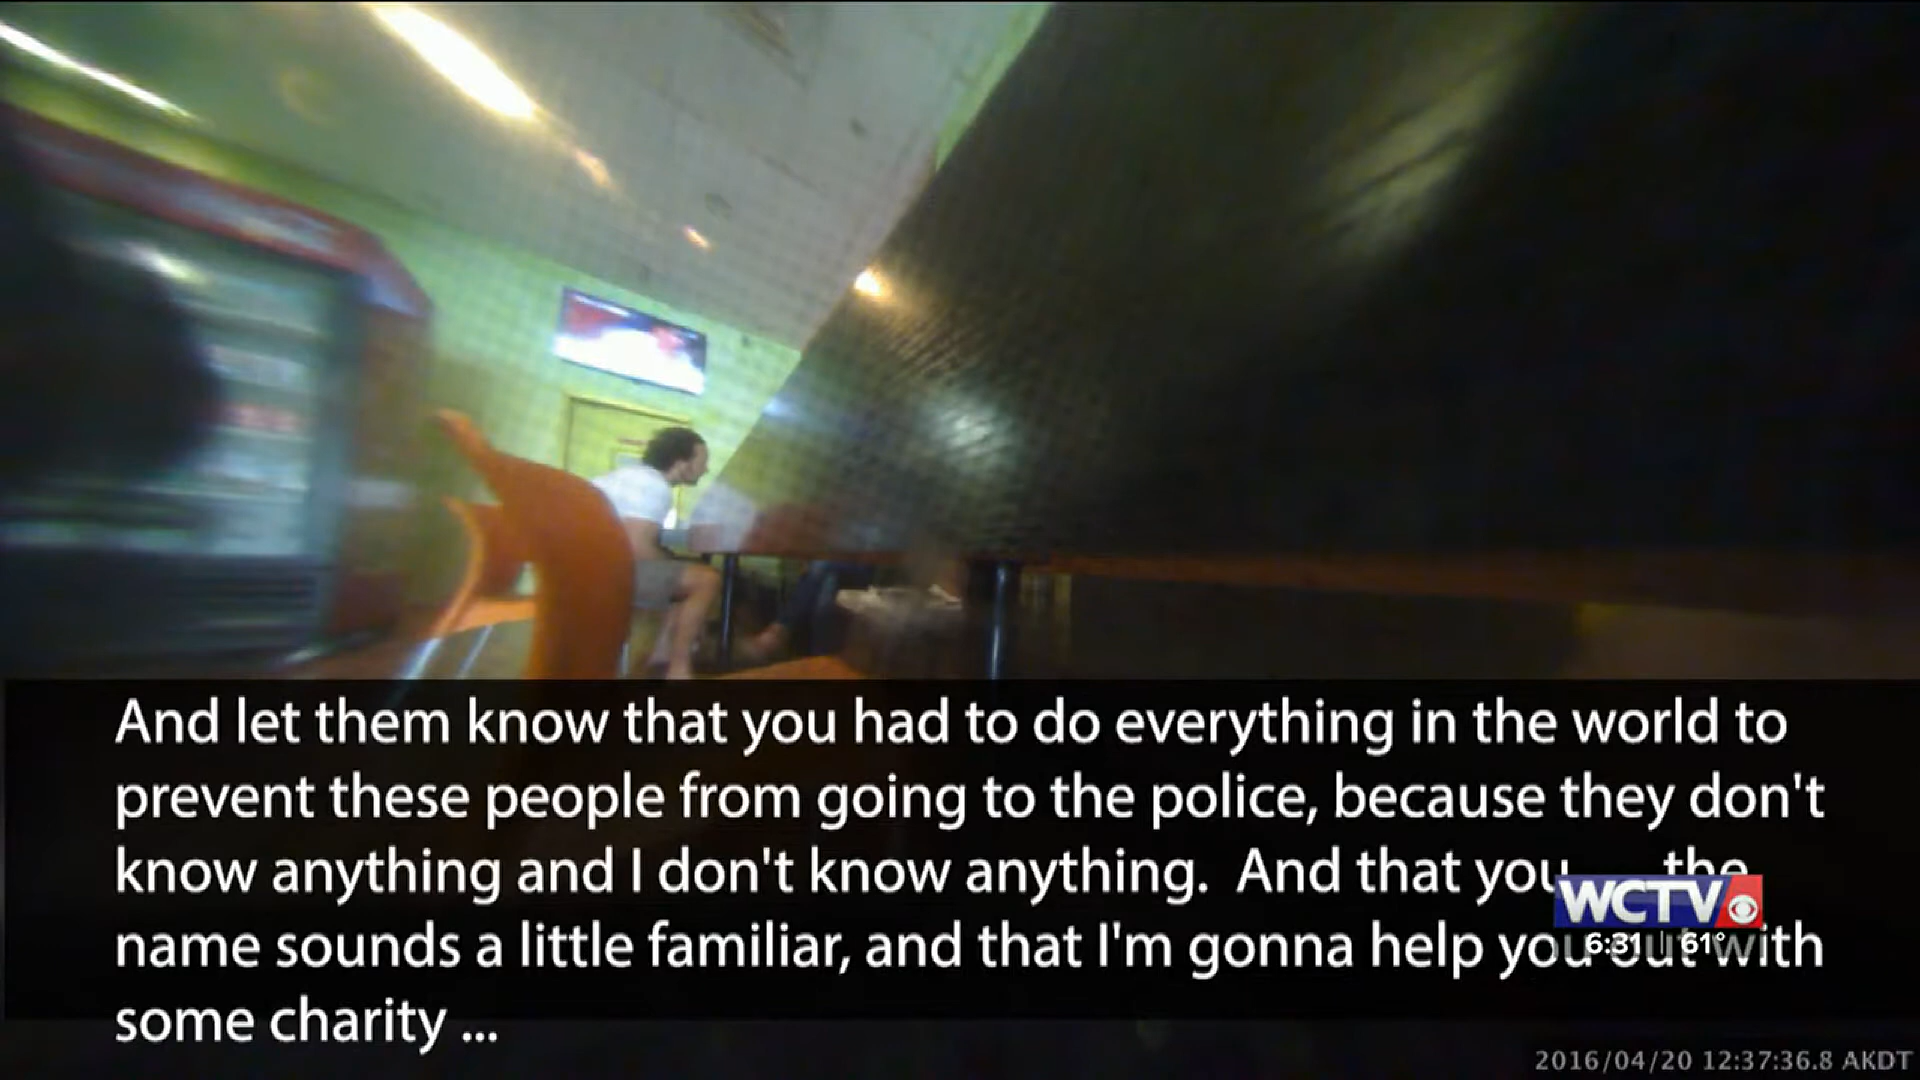 And let them know that you had to do everything in the world to
prevent these people from going to the police, because they don't
know anything and I don't know anything.  And that you the
name sounds a little familiar, and that I'm gonna help you out with
some charity ...
WCTV
6:31 | 61°
2016/04/20 12:37:36.8 AKDT